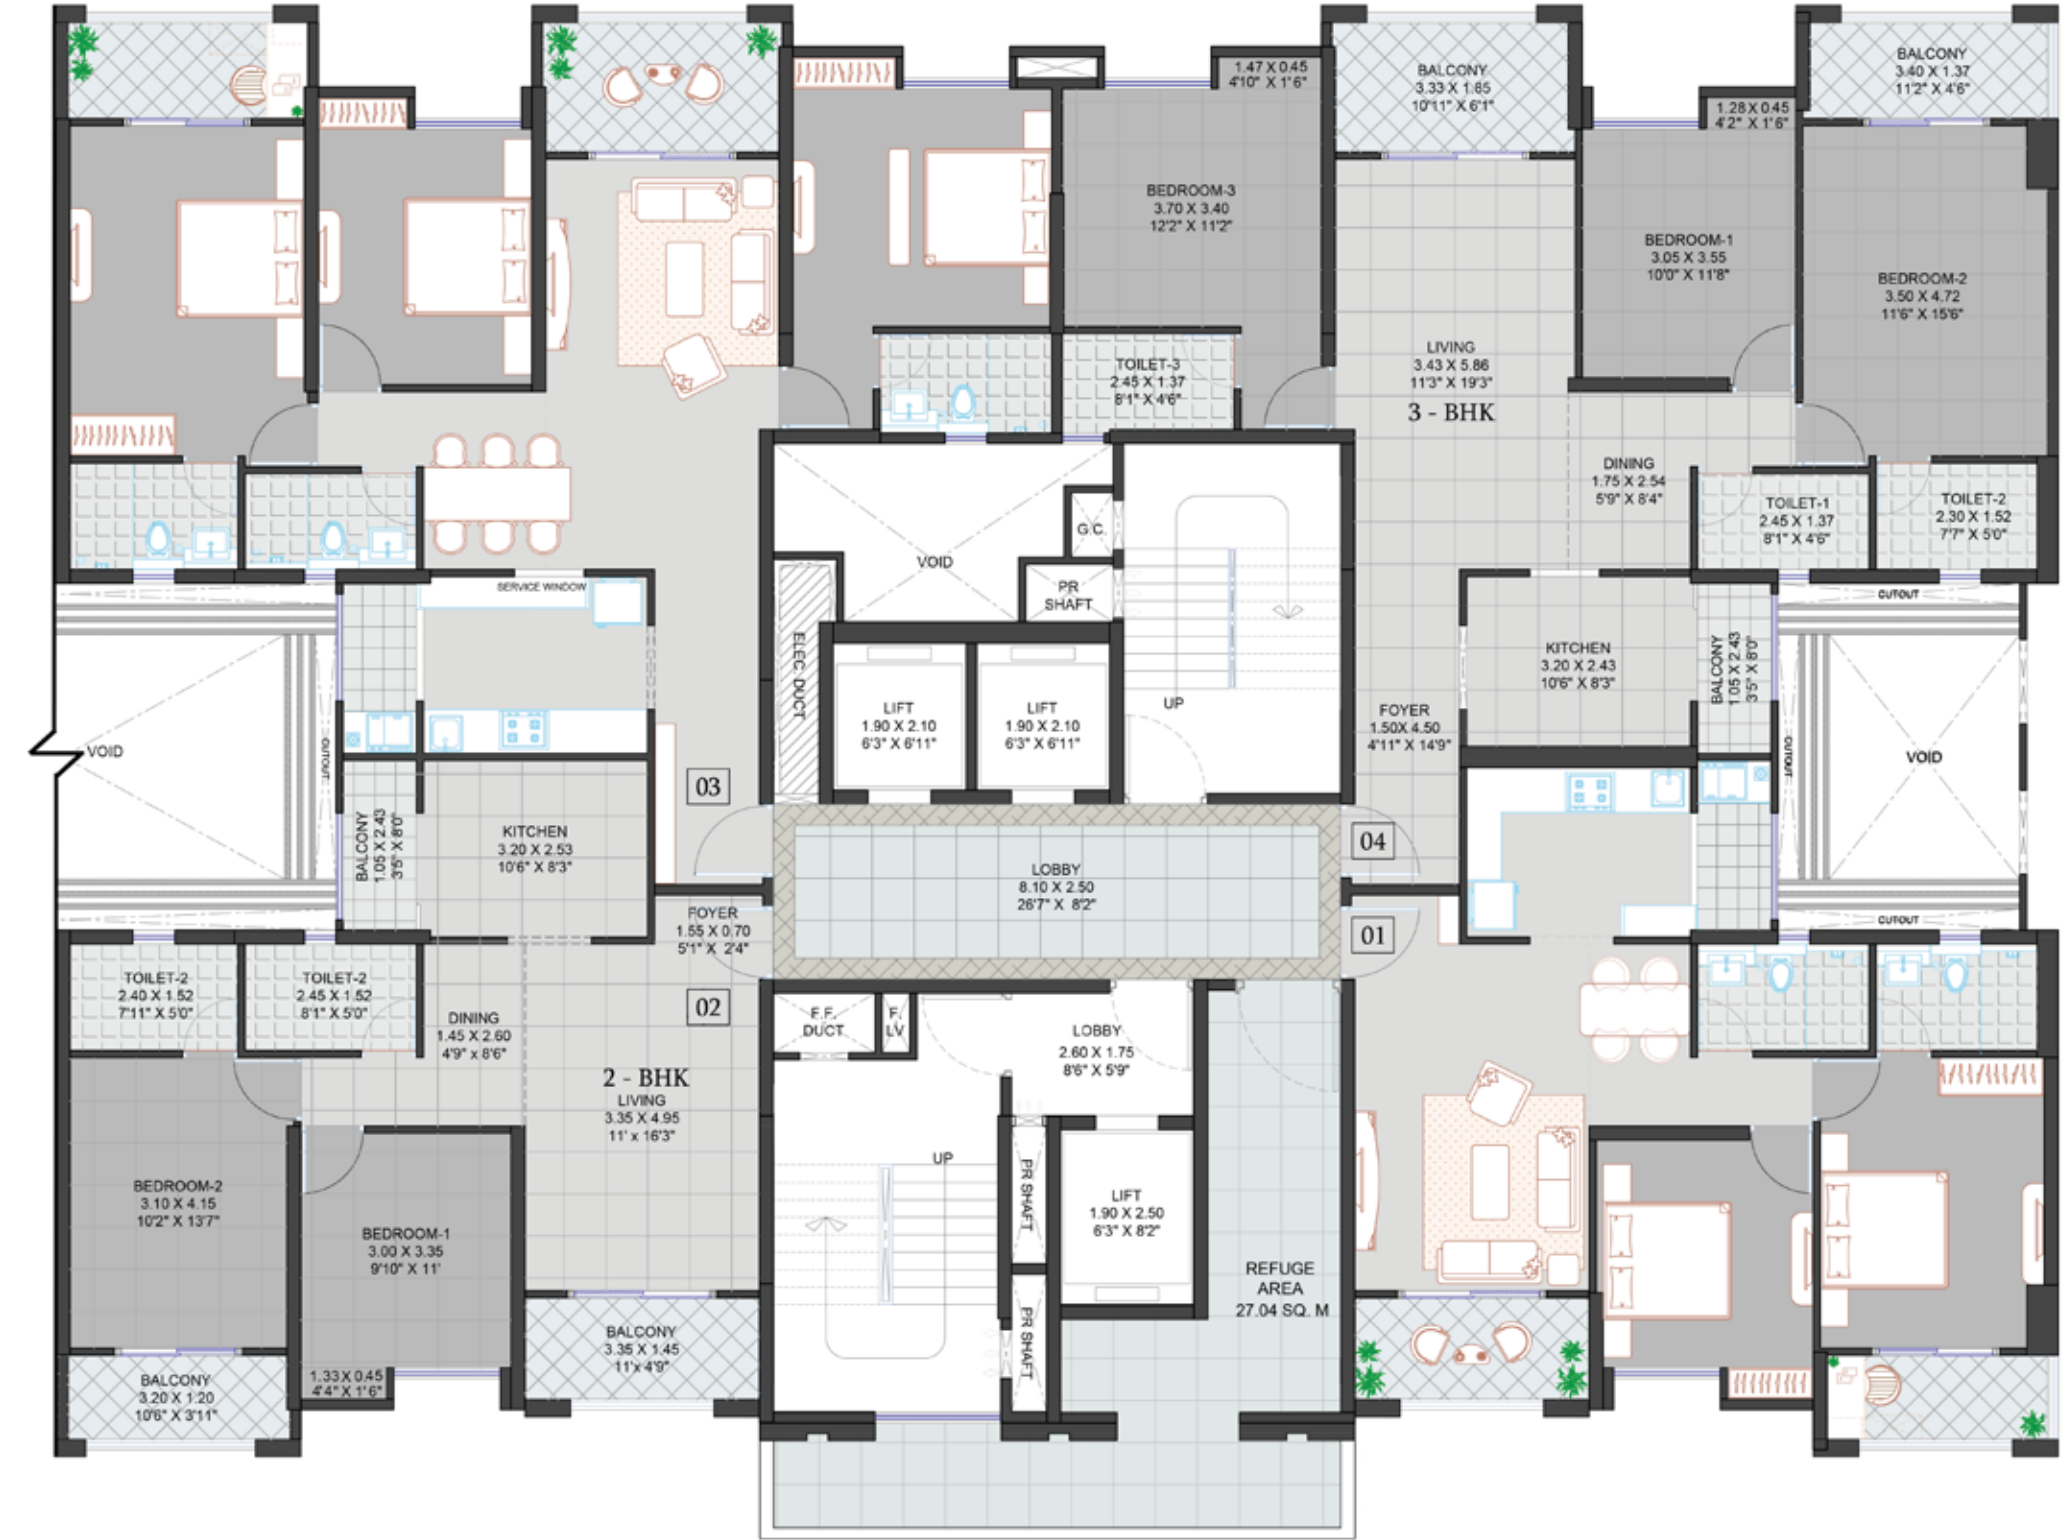 1.47 X 0.45
4'10" X 1'6"
BALCONY
3.33 X 1.85
10'11" X 6'1"
1.28 X 0.45
4'2" X 1'6"
BALCONY
3.40 X 1.37
11'2" X 4'6"
BEDROOM-3
3.70 X 3.40
12'2" X 11'2"
BEDROOM-1
3.05 X 3.55
10'0" X 11'8"
BEDROOM-2
3.50 X 4.72
11'6" X 15'6"
TOILET-3
2.45 X 1.37
8'1" X 4'6"
LIVING
3.43 X 5.86
11'3" X 19'3"
3 - BHK
DINING
1.75 X 2.54
5'9" X 8'4"
TOILET-1
2.45 X 1.37
8'1" X 4'6"
TOILET-2
2.30 X 1.52
7'7" X 5'0"
G.C.
VOID
PR
SHAFT
SERVICE WINDOW
ELEC. DUCT
LIFT
1.90 X 2.10
6'3" X 6'11"
LIFT
1.90 X 2.10
6'3" X 6'11"
UP
FOYER
1.50X 4.50
4'11" X 14'9"
KITCHEN
3.20 X 2.43
10'6" X 8'3"
BALCONY
1.05 X 2.43
3'5" X 8'0"
CUTOUT
CUTOUT
VOID
CUTOUT
VOID
CUTOUT
03
04
BALCONY
1.05 X 2.43
3'5" X 8'0"
KITCHEN
3.20 X 2.53
10'6" X 8'3"
LOBBY
8.10 X 2.50
26'7" X 8'2"
FOYER
1.55 X 0.70
5'1" X 2'4"
01
02
TOILET-2
2.40 X 1.52
7'11" X 5'0"
TOILET-2
2.45 X 1.52
8'1" X 5'0"
DINING
1.45 X 2.60
4'9" x 8'6"
2 - BHK
LIVING
3.35 X 4.95
11' x 16'3"
F.F.
DUCT
F.
LV
LOBBY
2.60 X 1.75
8'6" X 5'9"
UP
PR SHAFT
LIFT
1.90 X 2.50
6'3" X 8'2"
PR SHAFT
REFUGE
AREA
27.04 SQ. M
BEDROOM-2
3.10 X 4.15
10'2" X 13'7"
BEDROOM-1
3.00 X 3.35
9'10" X 11'
1.33 X 0.45
4'4" X 1'6"
BALCONY
3.20 X 1.20
10'6" X 3'11"
BALCONY
3.35 X 1.45
11'x 4'9"